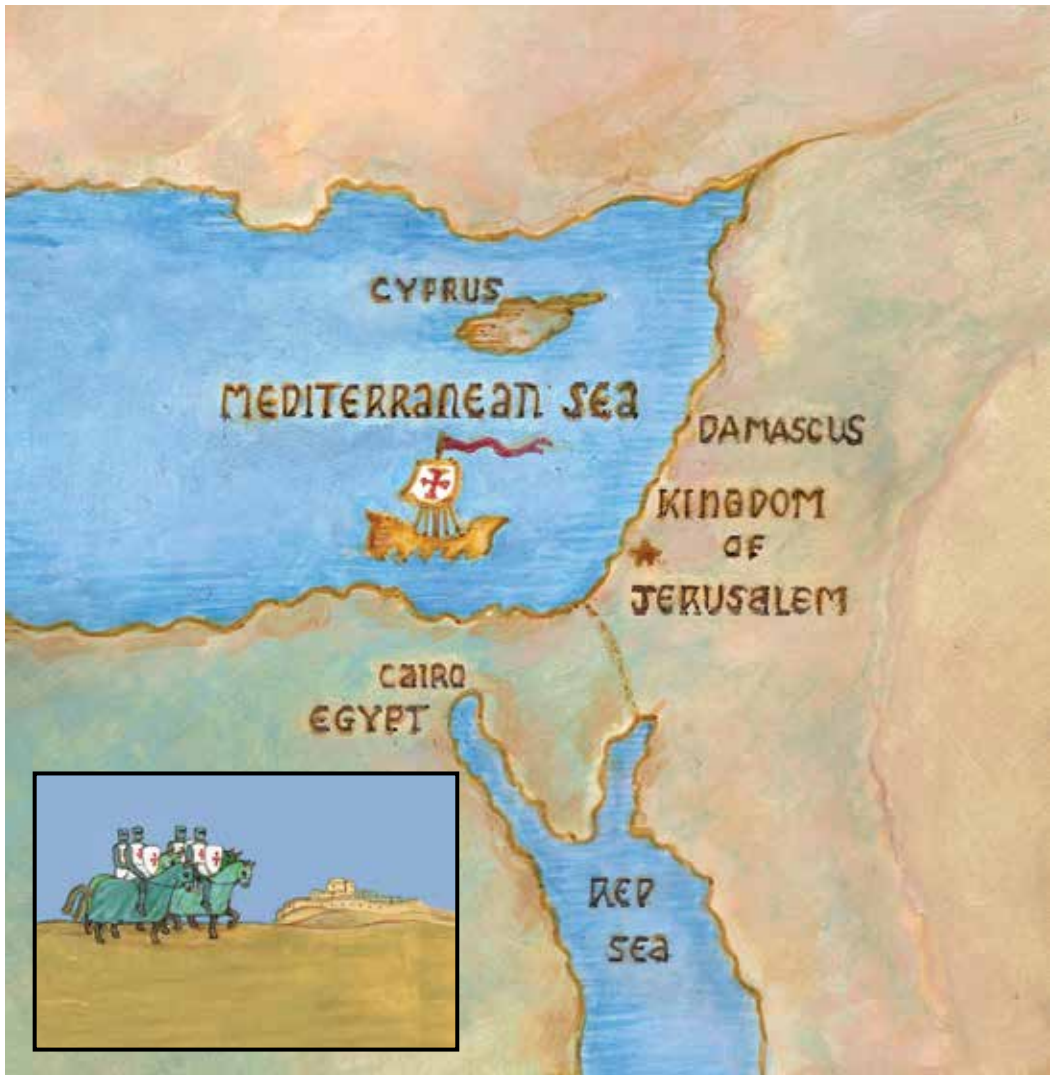 CYPRUS
MEDITERRANEAN SEA
DAMASCUS
KINGDOM
OF
JERUSALEM
CAIRO
EGYPT
RED
SEA